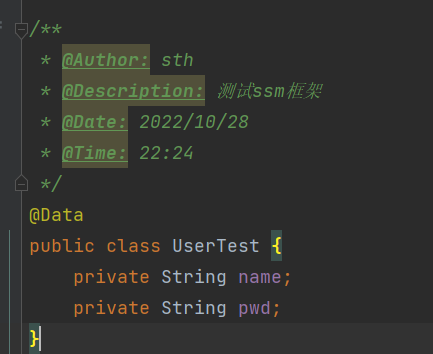 /**
 * @Author: sth
 * @Description: 测试ssm框架
 * @Date: 2022/10/28
 * @Time: 22:24
 */
@Data
public class UserTest {
    private String name;
    private String pwd;
}